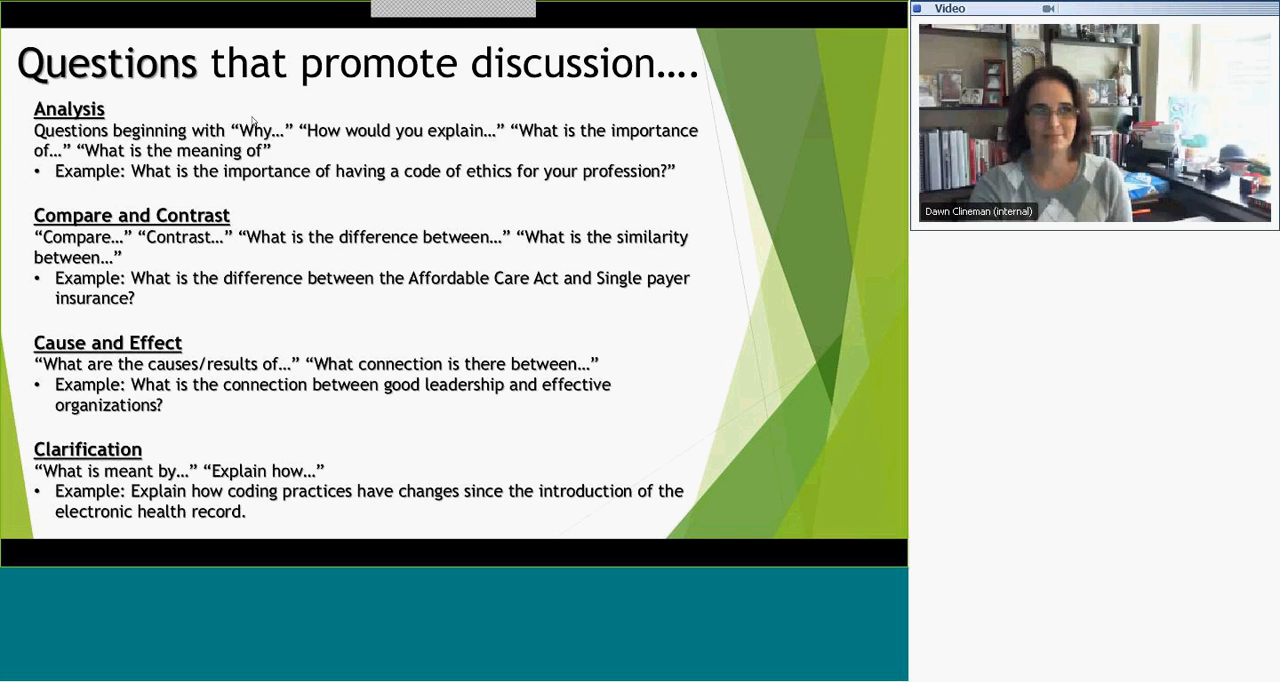 Questions that promote discussion....
Analysis
Questions beginning with “Why…” “How would you explain…” “What is the importance
of…” “What is the meaning of”
• Example: What is the importance of having a code of ethics for your profession?”
Compare and Contrast
“Compare…” “Contrast…” “What is the difference between…” “What is the similarity
between…”
• Example: What is the difference between the Affordable Care Act and Single payer
insurance?
Cause and Effect
“What are the causes/results of…” “What connection is there between…”
• Example: What is the connection between good leadership and effective
organizations?
Clarification
“What is meant by…” “Explain how…”
• Example: Explain how coding practices have changes since the introduction of the
electronic health record.
Video
Dawn Clineman (internal)